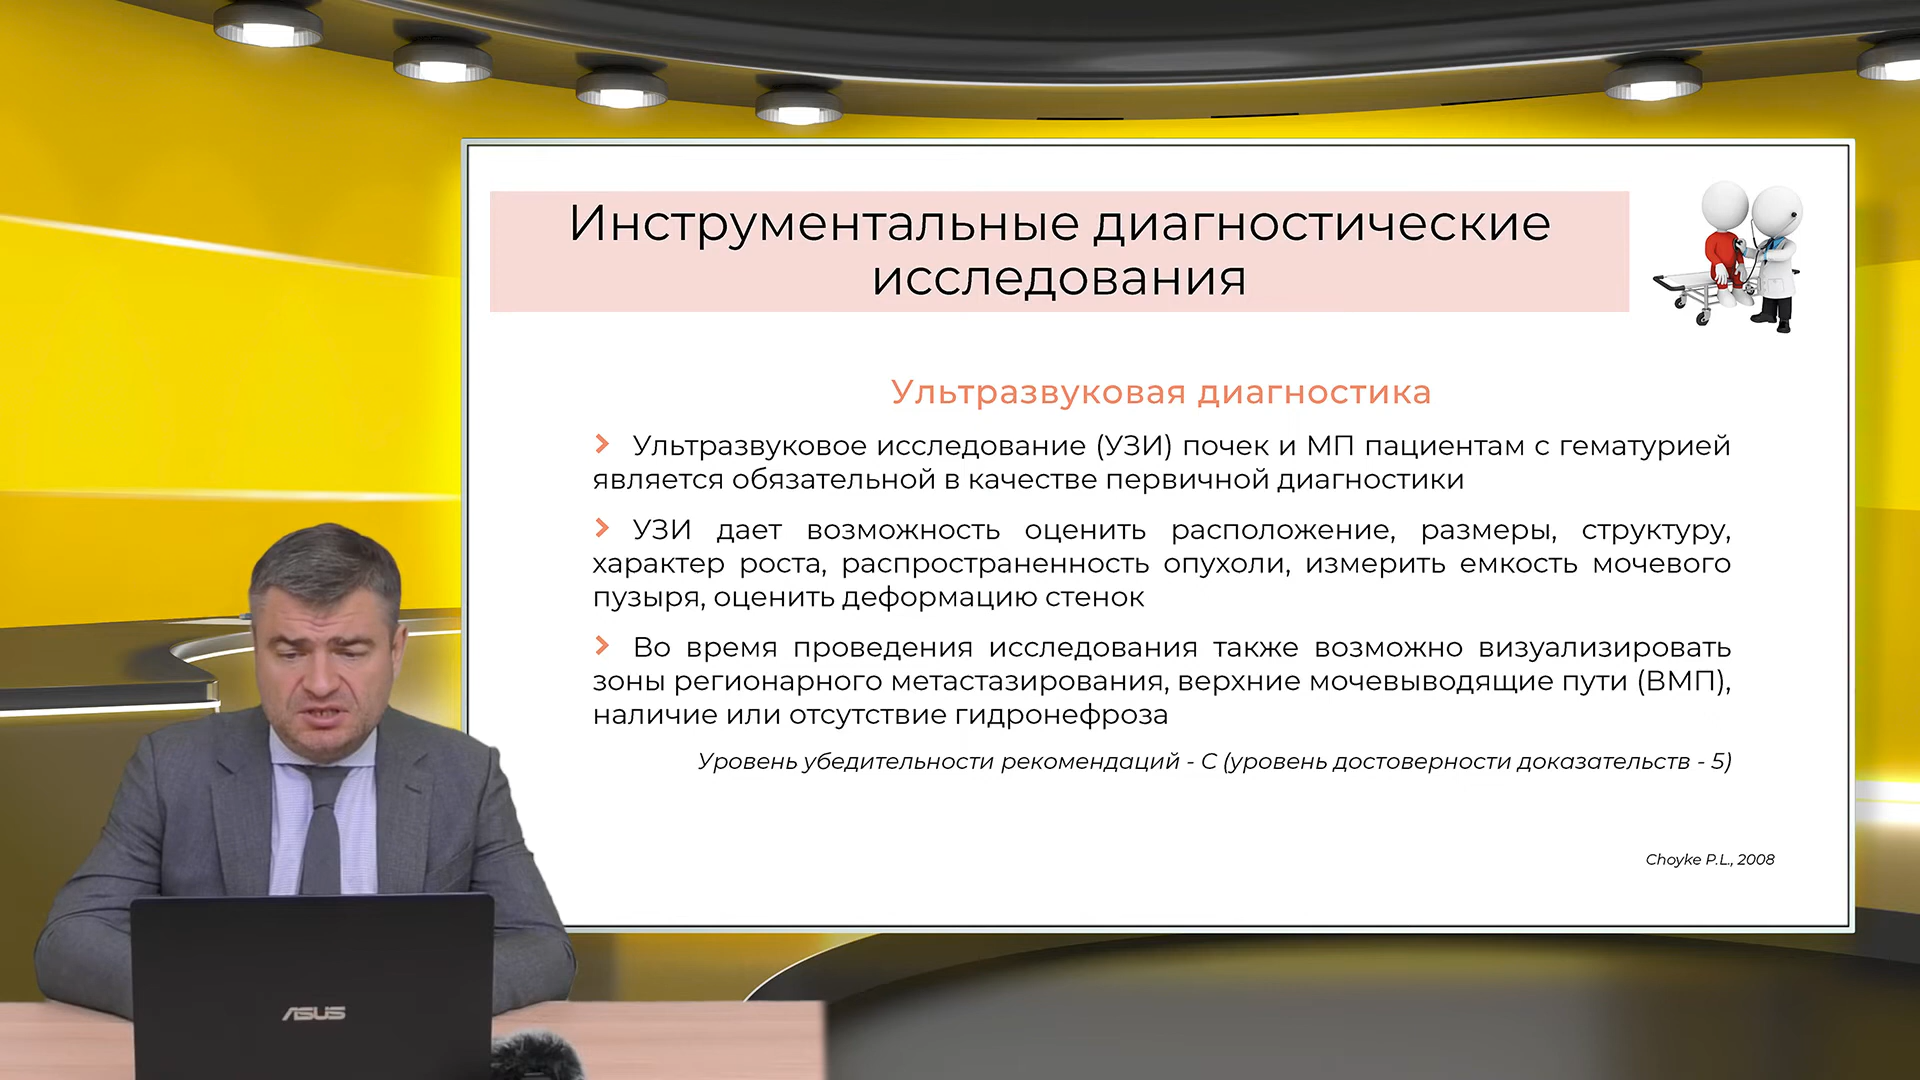 Инструментальные диагностические
исследования
Ультразвуковая диагностика
Ультразвуковое исследование (УЗИ) почек и МП пациентам с гематурией
является обязательной в качестве первичной диагностики
УЗИ дает возможность оценить расположение, размеры, структуру,
характер роста, распространенность опухоли, измерить емкость мочевого
пузыря, оценить деформацию стенок
Во время проведения исследования также возможно визуализировать
зоны регионарного метастазирования, верхние мочевыводящие пути (ВМП),
наличие или отсутствие гидронефроза
Уровень убедительности рекомендаций - С (уровень достоверности доказательств - 5)
Choyke P.L., 2008
ASUS